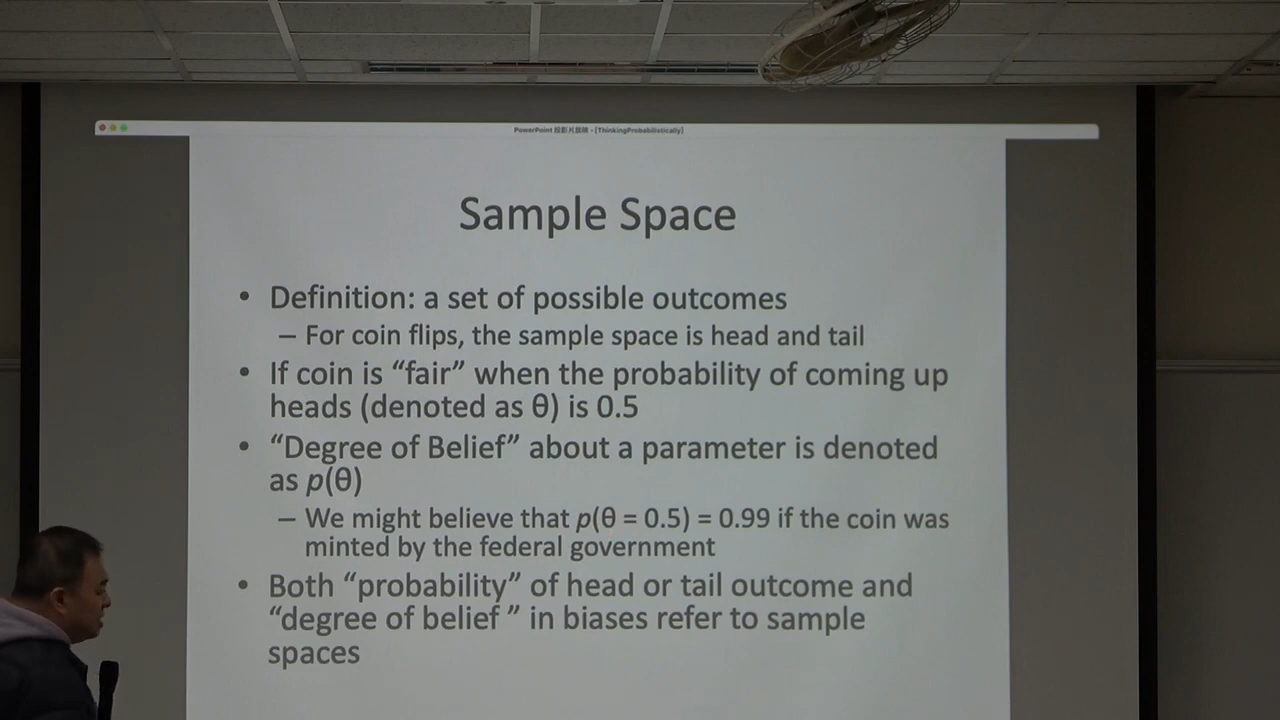 PowerPoint 投影片放映 - [ThinkingProbabilistically]
Sample Space
• Definition: a set of possible outcomes
– For coin flips, the sample space is head and tail
• If coin is “fair” when the probability of coming up
heads (denoted as θ) is 0.5
• “Degree of Belief” about a parameter is denoted
as p(θ)
– We might believe that p(θ = 0.5) = 0.99 if the coin was
minted by the federal government
• Both “probability” of head or tail outcome and
“degree of belief ” in biases refer to sample
spaces